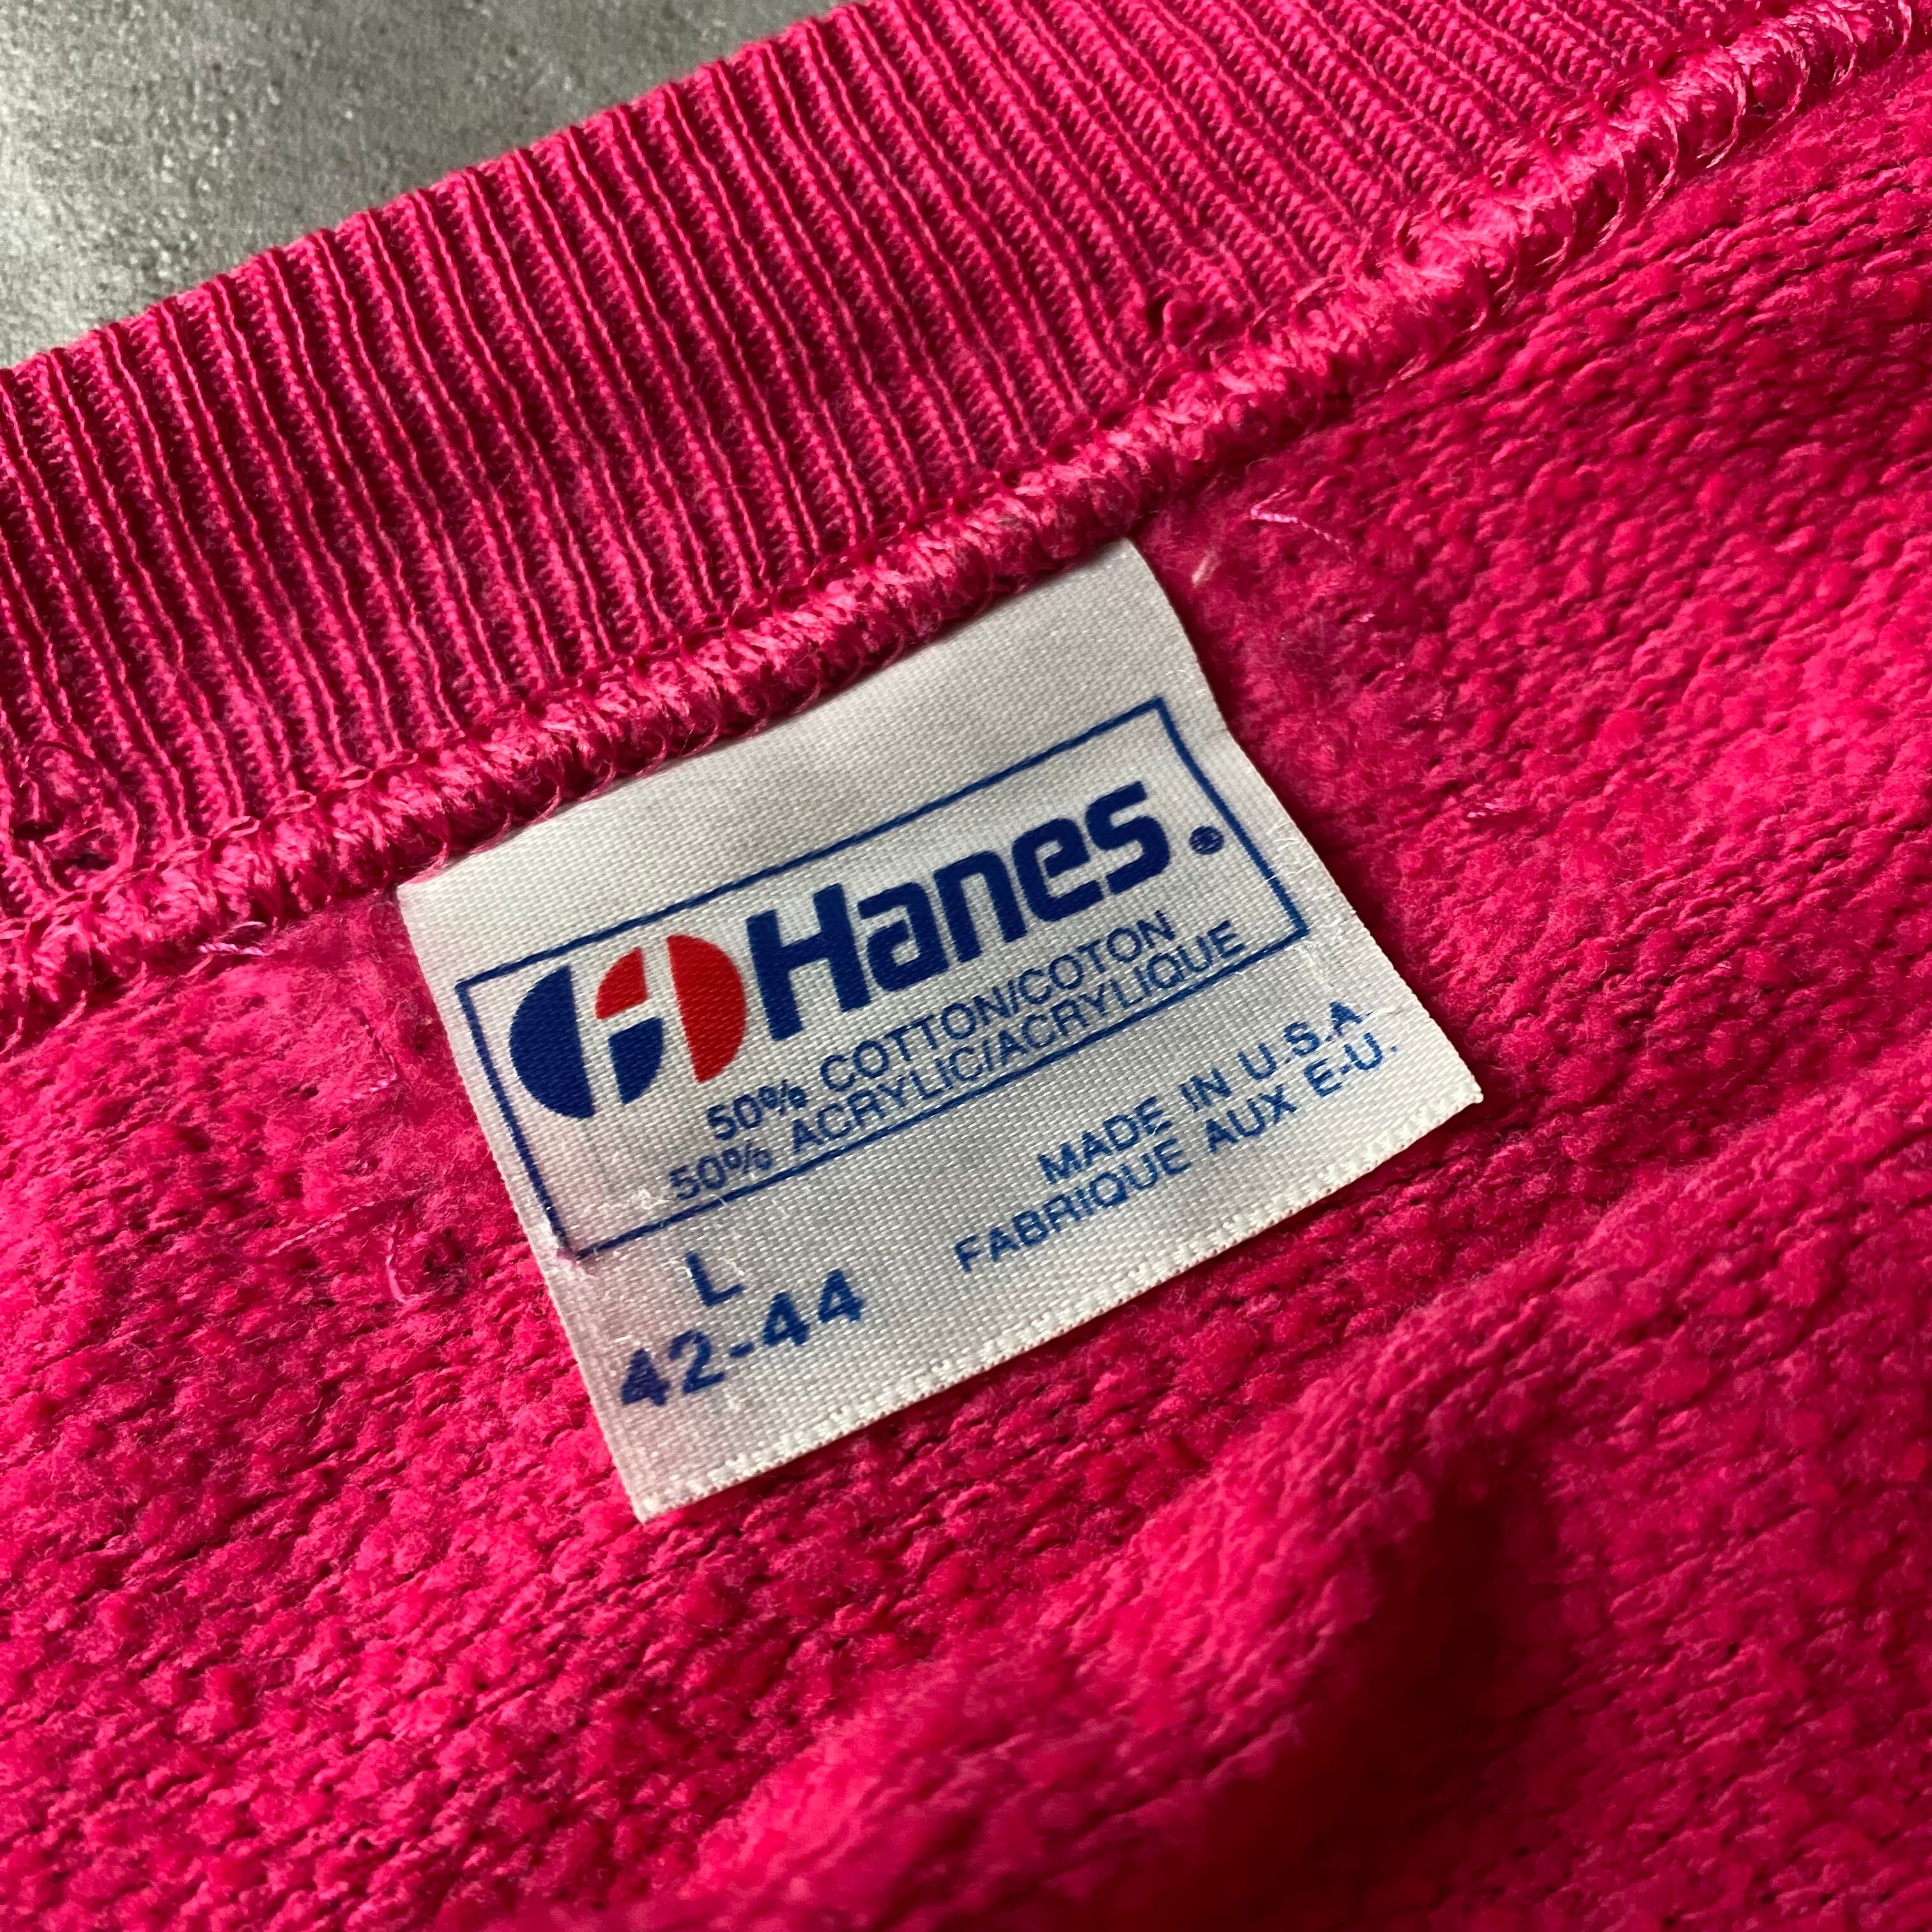 Hanes.®
50% COTTON/COTON
50% ACRYLIC/ACRYLIQUE
MADE IN U.S.A.
FABRIQUE AUX E-U.
L
42-44